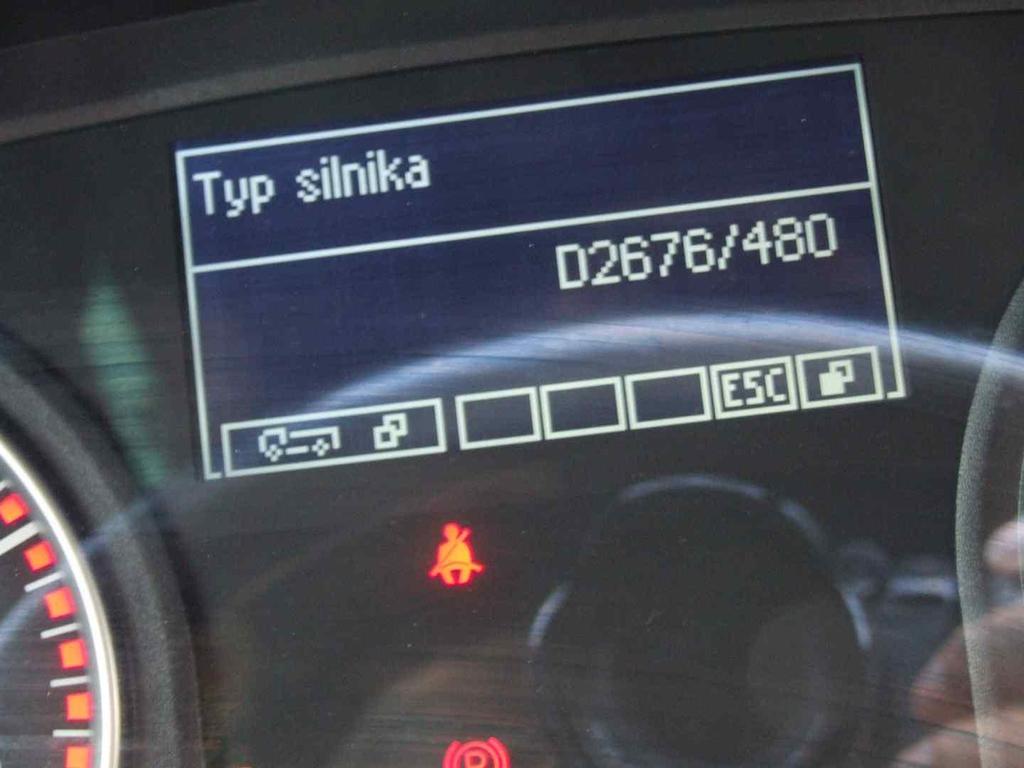 Typ silnika
D2676/480
ESC
P